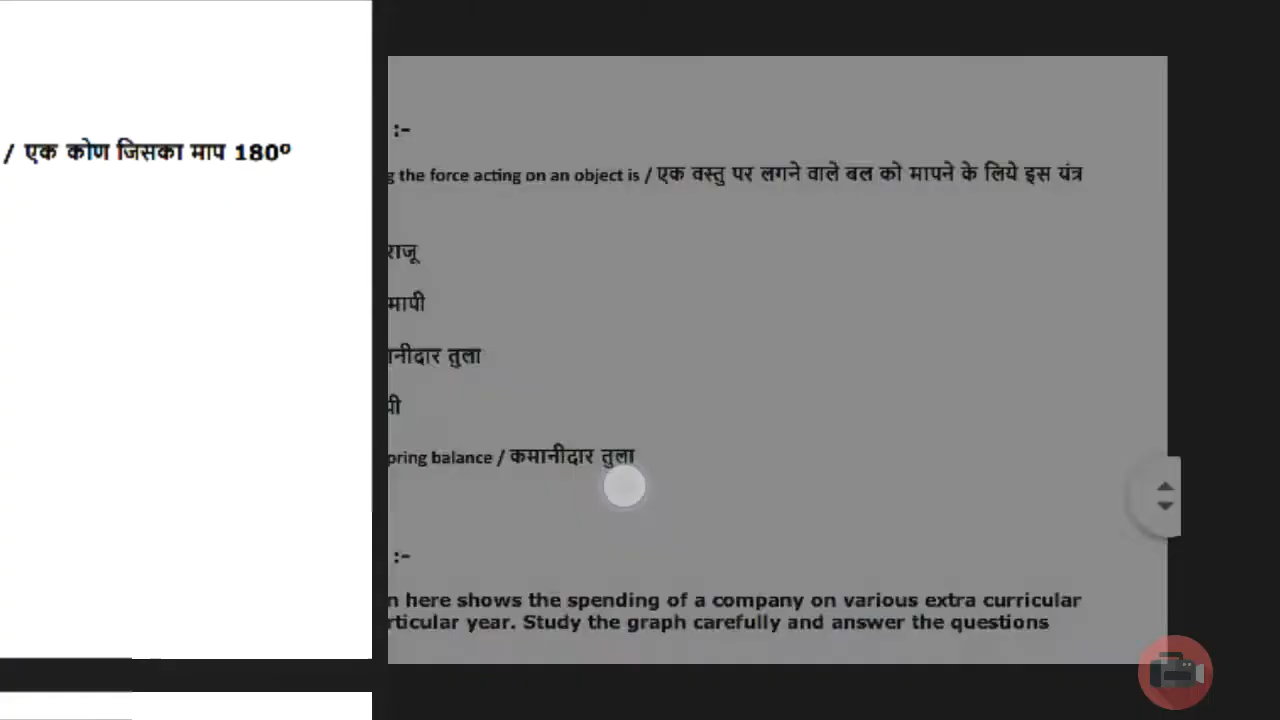 / एक कोण जिसका माप 180º
:-
the force acting on an object is / एक वस्तु पर लगने वाले बल को मापने के लिये इस यंत्र
नीदार तुला
pring balance / कमानीदार तुला
:-
n here shows the spending of a company on various extra curricular
rticular year. Study the graph carefully and answer the questions